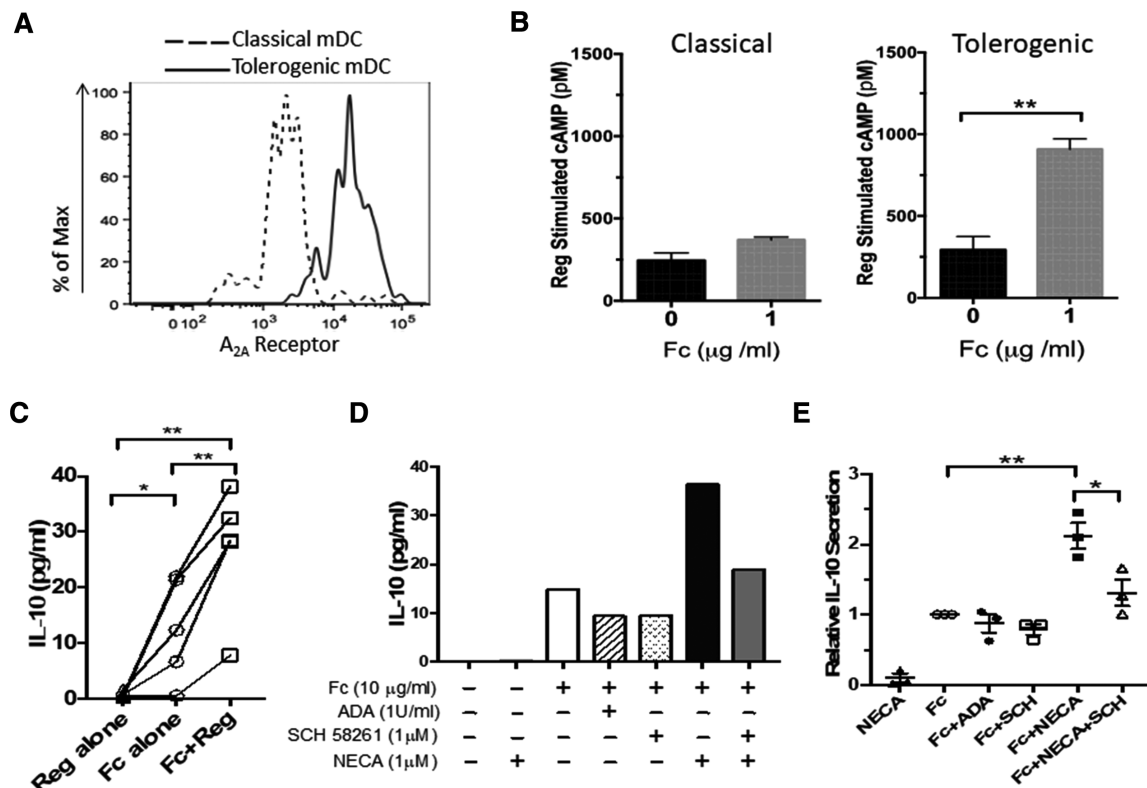 A
Classical mDC
Tolerogenic mDC
% of Max
100
80
60
40
20
0
0 10² 10³ 10⁴ 10⁵
A₂A Receptor
B
Classical
Reg Stimulated cAMP (pM)
1500
1000
500
0
0 1
Fc (μg /ml)
Tolerogenic
Reg Stimulated cAMP (pM)
1500
1000
500
0
**
0 1
Fc (μg /ml)
C
**
**
*
IL-10 (pg/ml)
40
30
20
10
0
Reg alone
Fc alone
Fc+Reg
D
IL-10 (pg/ml)
40
20
10
0
Fc (10 μg/ml) – – + + + + +
ADA (1U/ml) – – – + – – –
SCH 58261 (1μM) – – – – + – +
NECA (1μM) – + – – – + +
E
**
*
Relative IL-10 Secretion
3
2
1
0
NECA
Fc
Fc+ADA
Fc+SCH
Fc+NECA
Fc+NECA+SCH